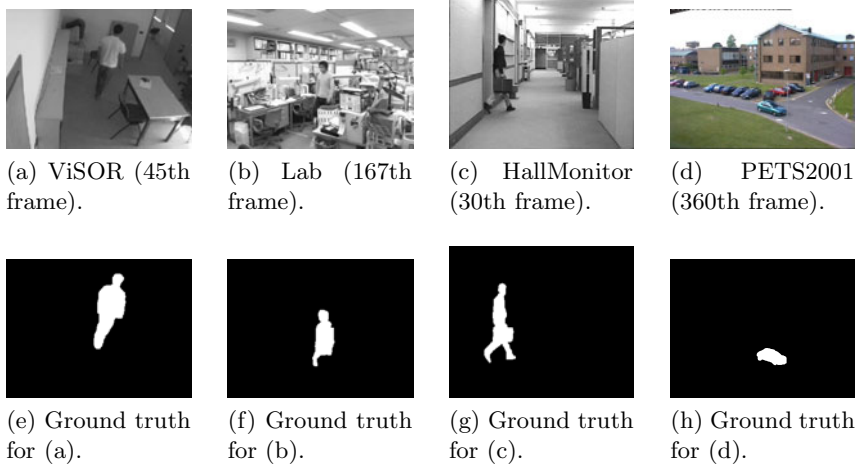 (a) ViSOR (45th
frame).
(b) Lab (167th
frame).
(c) HallMonitor
(30th frame).
(d) PETS2001
(360th frame).
(e) Ground truth
for (a).
(f) Ground truth
for (b).
(g) Ground truth
for (c).
(h) Ground truth
for (d).